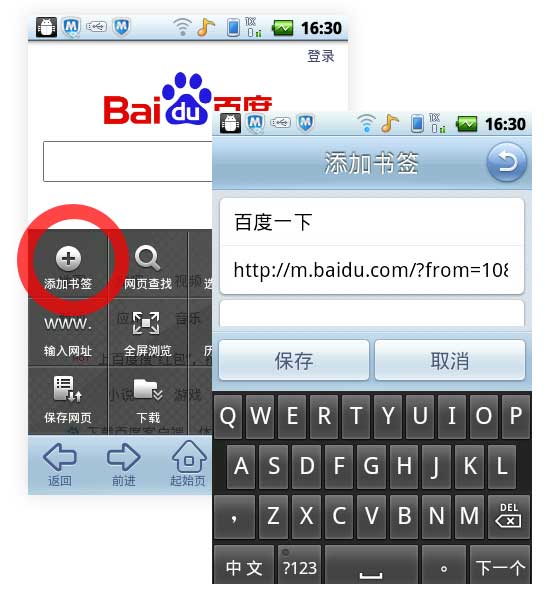 16:30
登录
Bai du 百度
添加书签
网页查找
视频
www.
音乐
输入网址
全屏浏览
小说
游戏
保存网页
下载
返回
前进
起始页
16:30
添加书签
百度一下
http://m.baidu.com/?from=108
保存
取消
Q W E R T Y U I O P
A S D F G H J K L
, Z X C V B N M DEL
中文 ?123 。 下一个